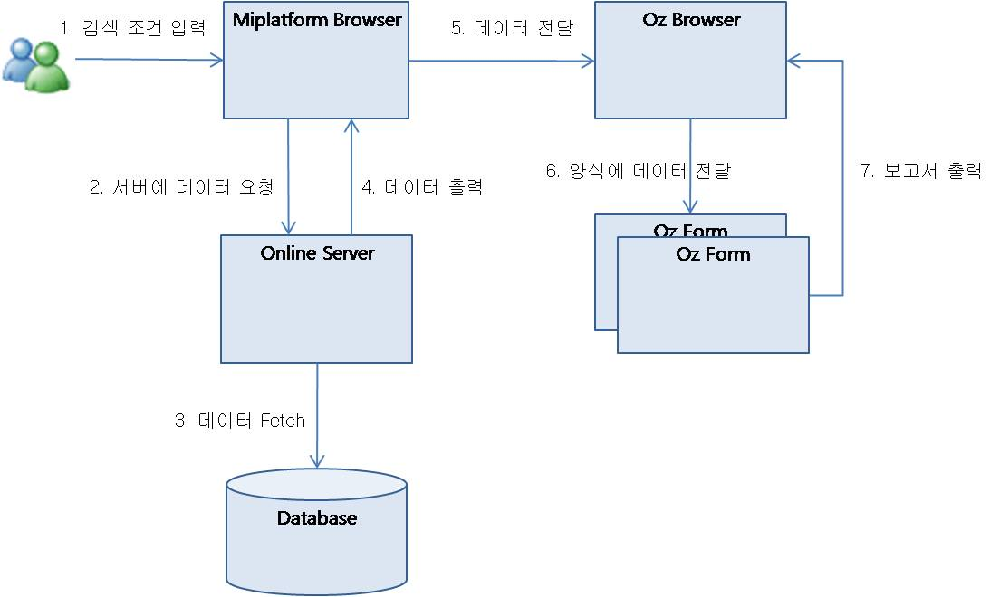 1. 검색 조건 입력
Miplatform Browser
5. 데이터 전달
Oz Browser
2. 서버에 데이터 요청
4. 데이터 출력
6. 양식에 데이터 전달
7. 보고서 출력
Online Server
Oz Form
Oz Form
3. 데이터 Fetch
Database